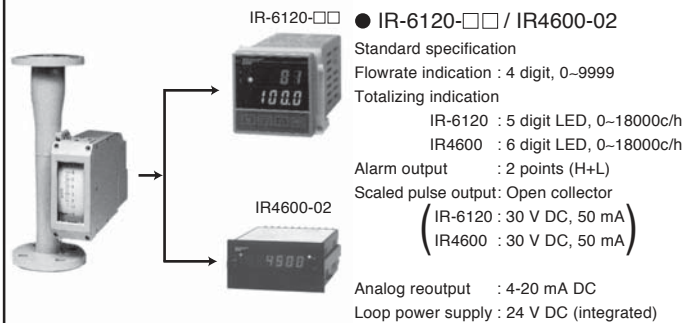 IR-6120-□□
● IR-6120-□□ / IR4600-02
Standard specification
Flowrate indication : 4 digit, 0~9999
Totalizing indication
IR-6120 : 5 digit LED, 0~18000c/h
IR4600 : 6 digit LED, 0~18000c/h
Alarm output : 2 points (H+L)
Scaled pulse output: Open collector
(IR-6120 : 30 V DC, 50 mA
IR4600 : 30 V DC, 50 mA)
Analog reoutput : 4-20 mA DC
Loop power supply : 24 V DC (integrated)
81
100.0
IR4600-02
4500